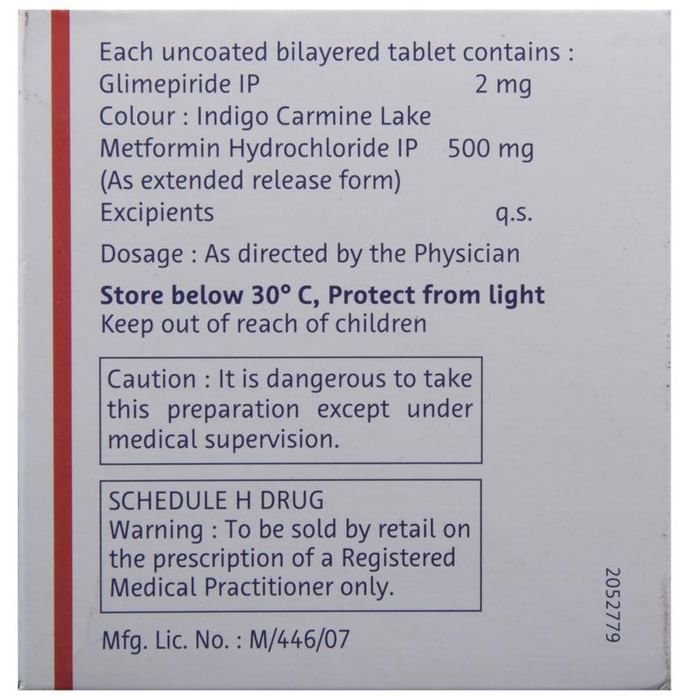 Each uncoated bilayered tablet contains :
Glimepiride IP 2 mg
Colour : Indigo Carmine Lake
Metformin Hydrochloride IP 500 mg
(As extended release form)
Excipients q.s.
Dosage : As directed by the Physician
Store below 30° C, Protect from light
Keep out of reach of children
Caution : It is dangerous to take
this preparation except under
medical supervision.
SCHEDULE H DRUG
Warning : To be sold by retail on
the prescription of a Registered
Medical Practitioner only.
Mfg. Lic. No. : M/446/07
2052779